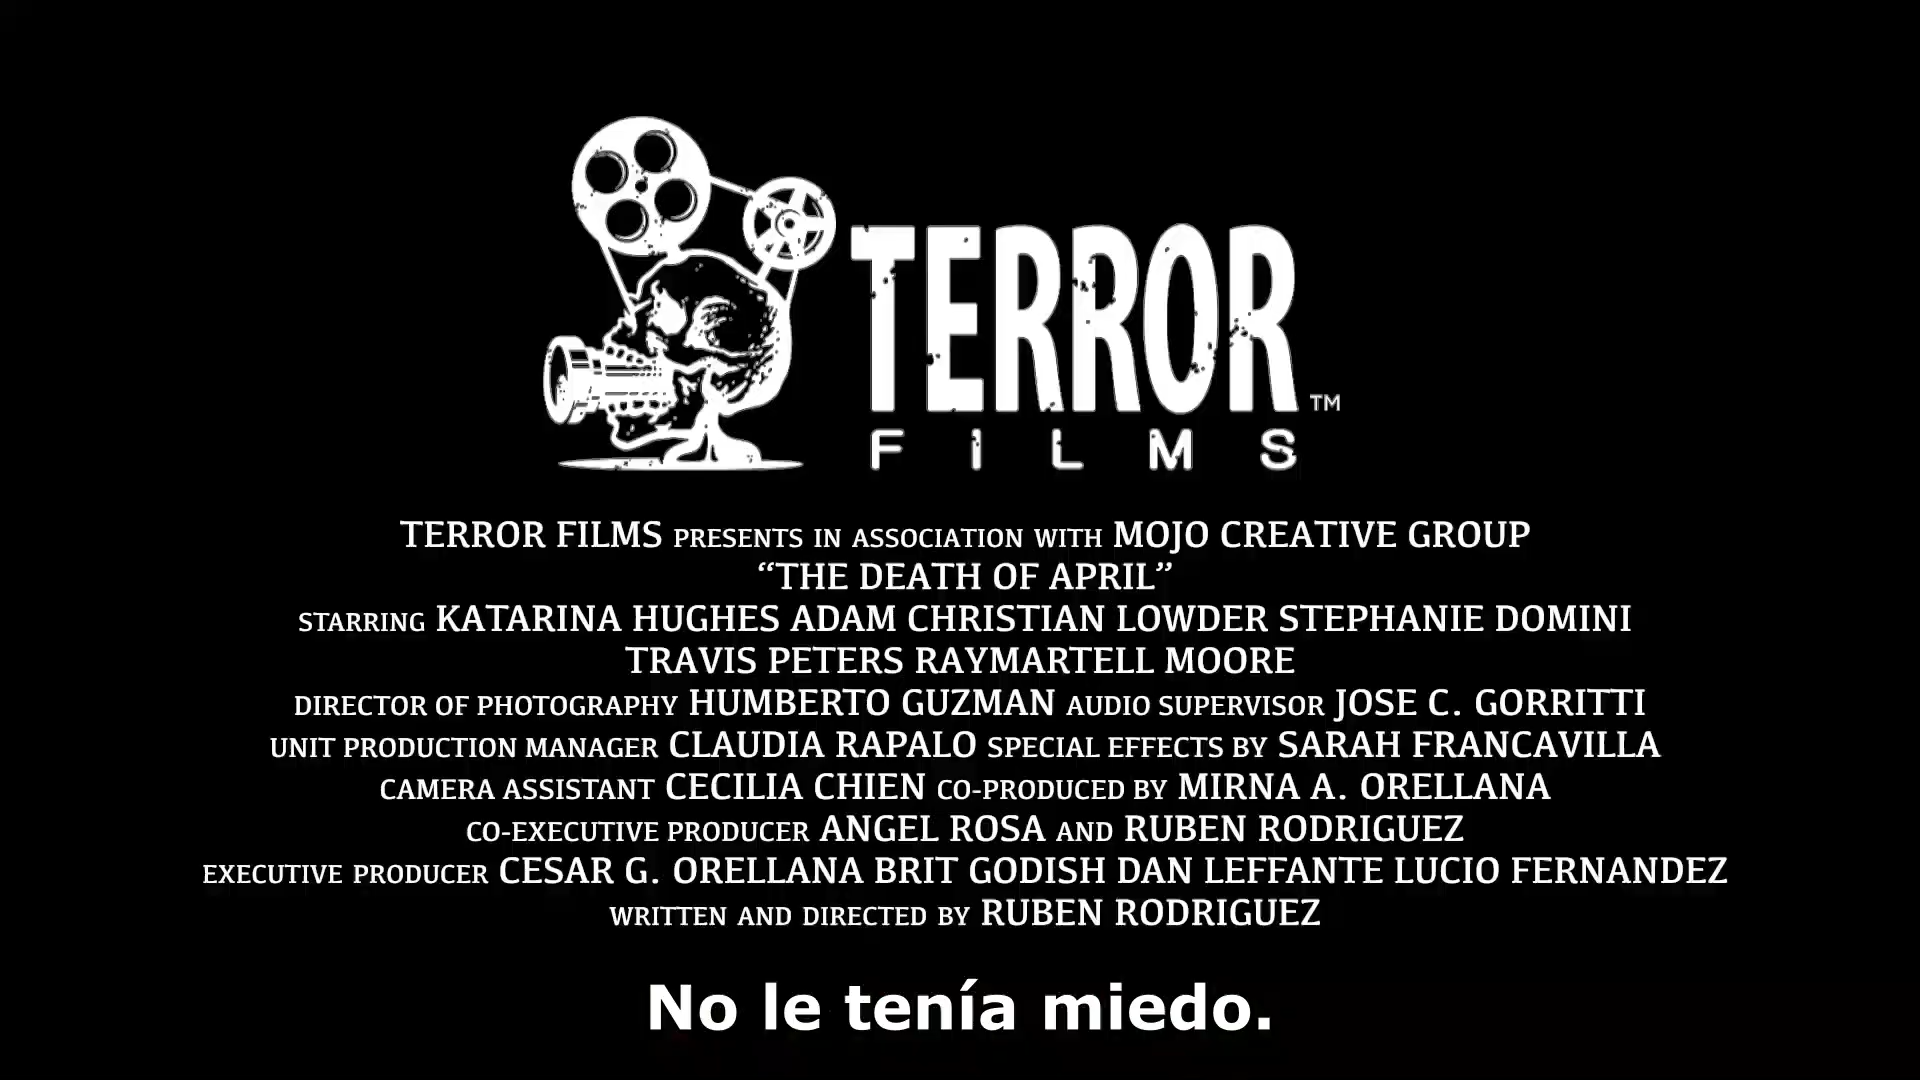 TERROR™
FILMS
TERROR FILMS PRESENTS IN ASSOCIATION WITH MOJO CREATIVE GROUP
“THE DEATH OF APRIL”
STARRING KATARINA HUGHES ADAM CHRISTIAN LOWDER STEPHANIE DOMINI
TRAVIS PETERS RAYMARTELL MOORE
DIRECTOR OF PHOTOGRAPHY HUMBERTO GUZMAN AUDIO SUPERVISOR JOSE C. GORRITTI
UNIT PRODUCTION MANAGER CLAUDIA RAPALO SPECIAL EFFECTS BY SARAH FRANCAVILLA
CAMERA ASSISTANT CECILIA CHIEN CO-PRODUCED BY MIRNA A. ORELLANA
CO-EXECUTIVE PRODUCER ANGEL ROSA AND RUBEN RODRIGUEZ
EXECUTIVE PRODUCER CESAR G. ORELLANA BRIT GODISH DAN LEFFANTE LUCIO FERNANDEZ
WRITTEN AND DIRECTED BY RUBEN RODRIGUEZ
No le tenía miedo.